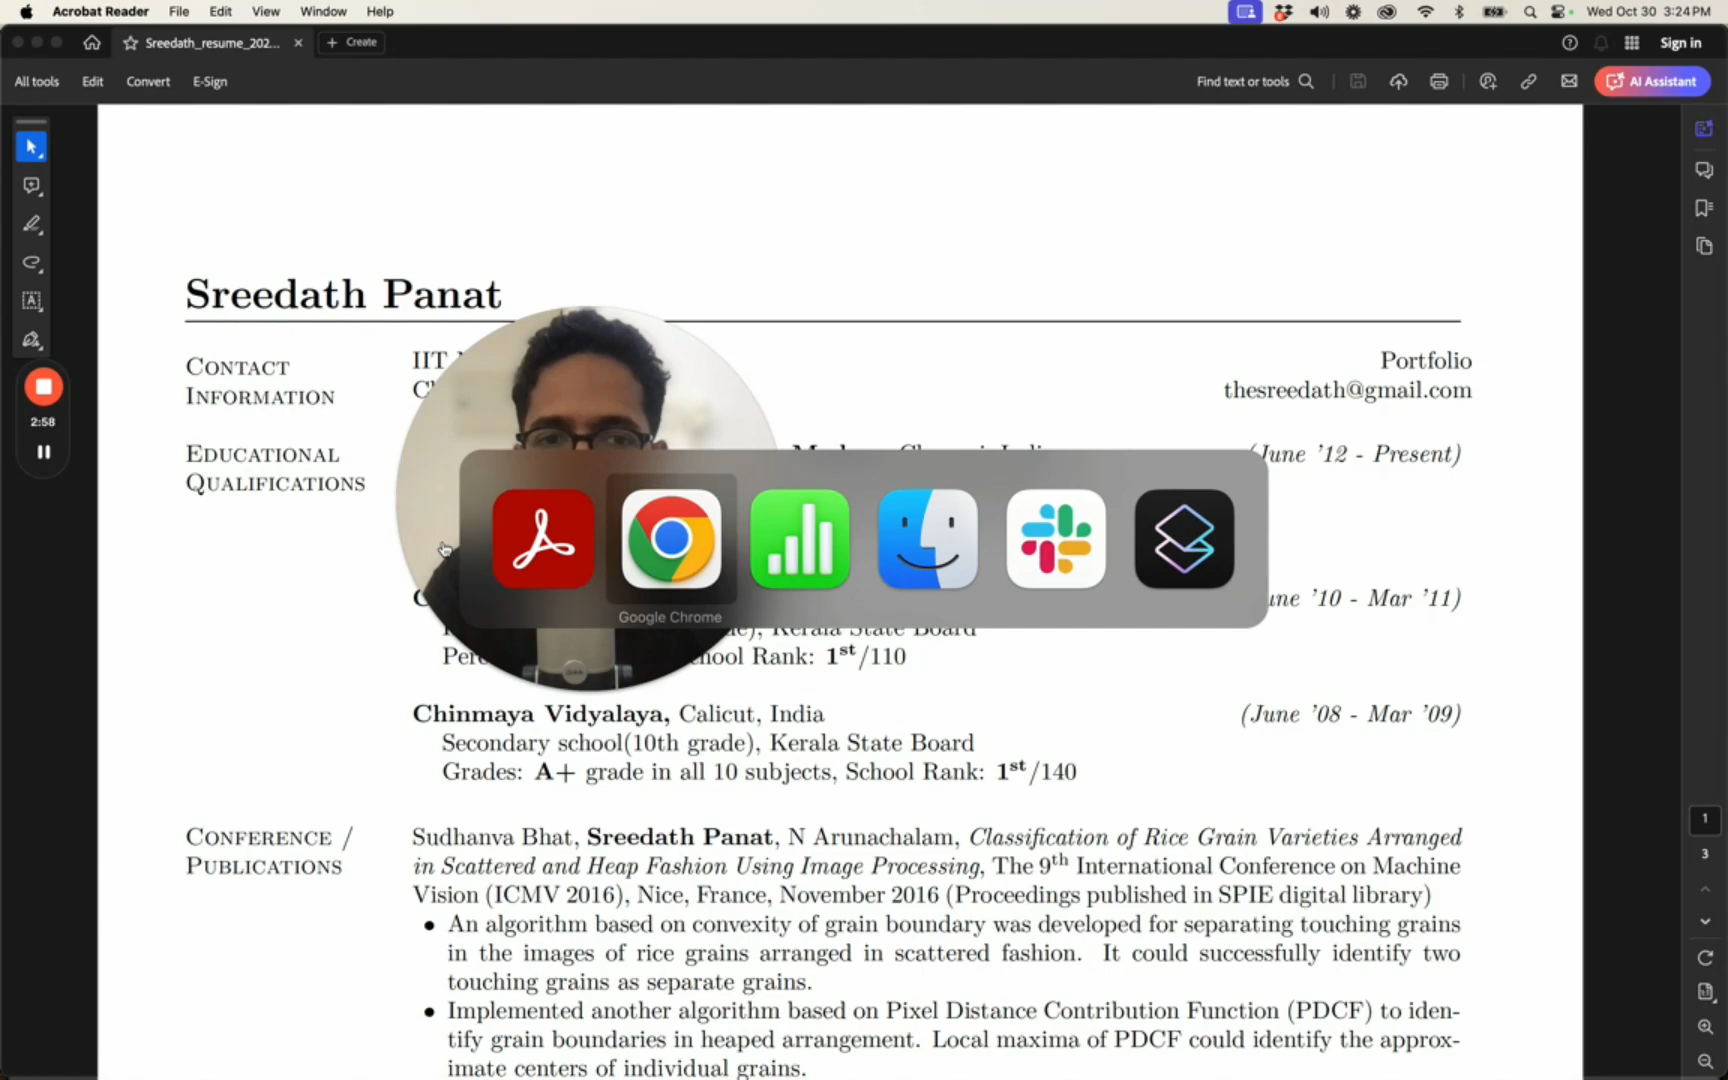 Acrobat Reader File Edit View Window Help Wed Oct 30 3:24 PM
Sreedath_resume_202... Create Sign in
All tools Edit Convert E-Sign Find text or tools AI Assistant
2:58
Sreedath Panat
CONTACT INFORMATION
IIT
Portfolio
thesreedath@gmail.com
EDUCATIONAL QUALIFICATIONS
(June '12 - Present)
Google Chrome
'10 - Mar '11)
Kerala State Board
Rank: 1st/110
Chinmaya Vidyalaya, Calicut, India (June '08 - Mar '09)
Secondary school(10th grade), Kerala State Board
Grades: A+ grade in all 10 subjects, School Rank: 1st/140
CONFERENCE / PUBLICATIONS
Sudhanva Bhat, Sreedath Panat, N Arunachalam, Classification of Rice Grain Varieties Arranged
in Scattered and Heap Fashion Using Image Processing, The 9th International Conference on Machine
Vision (ICMV 2016), Nice, France, November 2016 (Proceedings published in SPIE digital library)
• An algorithm based on convexity of grain boundary was developed for separating touching grains
in the images of rice grains arranged in scattered fashion. It could successfully identify two
touching grains as separate grains.
• Implemented another algorithm based on Pixel Distance Contribution Function (PDCF) to iden-
tify grain boundaries in heaped arrangement. Local maxima of PDCF could identify the approx-
imate centers of individual grains.
1
3